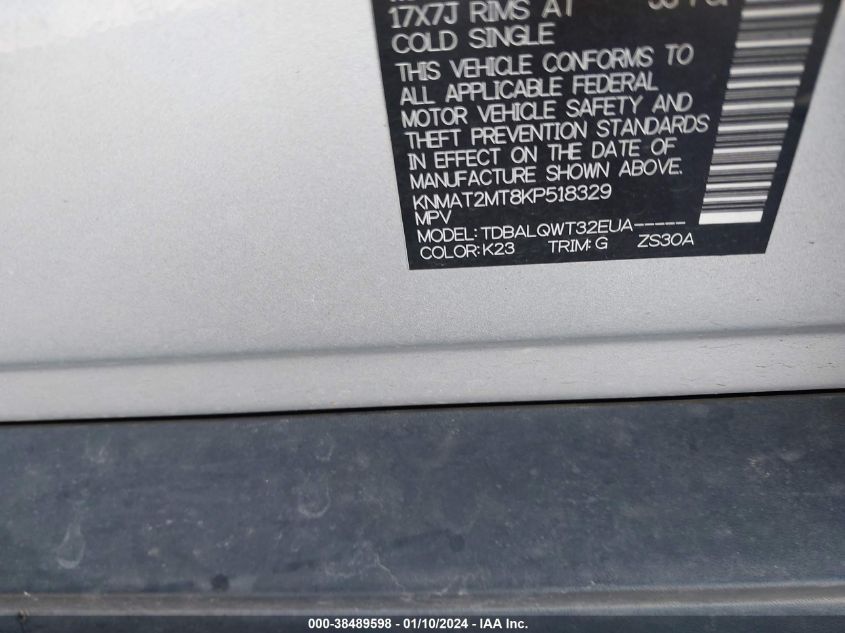 17X7J RIMS AT
COLD SINGLE
THIS VEHICLE CONFORMS TO
ALL APPLICABLE FEDERAL
MOTOR VEHICLE SAFETY AND
THEFT PREVENTION STANDARDS
IN EFFECT ON THE DATE OF
MANUFACTURE SHOWN ABOVE.
KNMAT2MT8KP518329
MPV
MODEL: TDBALQWT32EUA-----
COLOR: K23 TRIM: G ZS30A
000-38489598 - 01/10/2024 - IAA Inc.